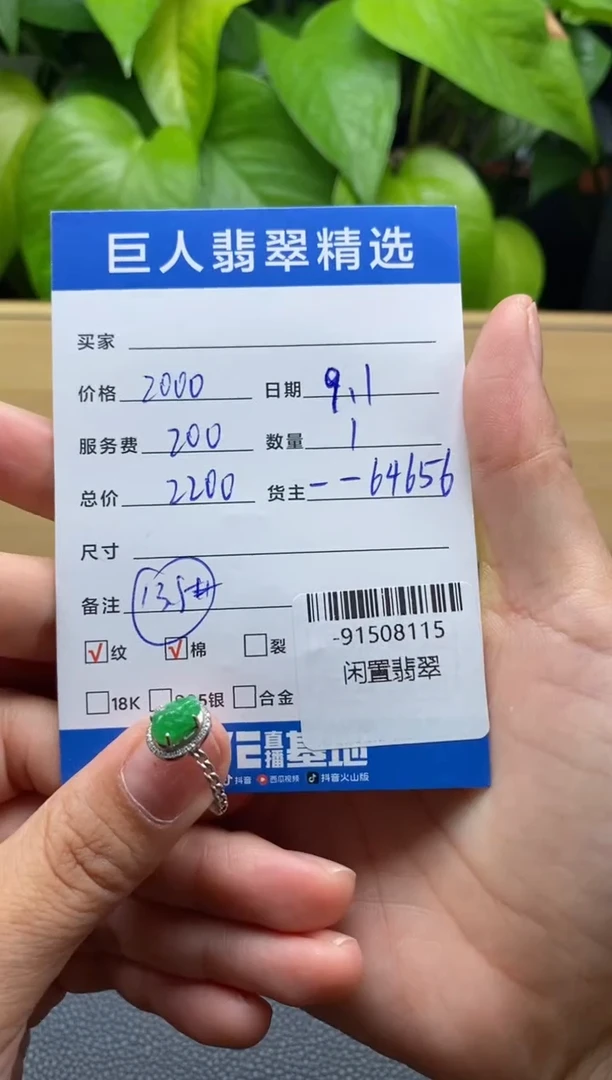 巨人翡翠精选
买家
价格 2000 日期 9.1
服务费 200 数量 1
总价 2200 货主 --64656
尺寸
备注 13.5#
纹 棉 裂
18K 银 合金
-91508115
闲置翡翠
直播基地
抖音 西瓜视频 抖音火山版